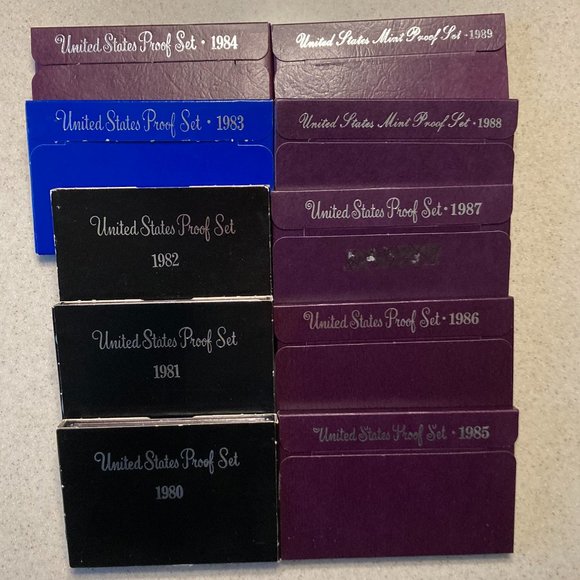 United States Proof Set • 1984
United States Proof Set • 1983
United States Proof Set
1982
United States Proof Set
1981
United States Proof Set
1980
United States Mint Proof Set • 1989
United States Mint Proof Set • 1988
United States Proof Set • 1987
United States Proof Set • 1986
United States Proof Set • 1985